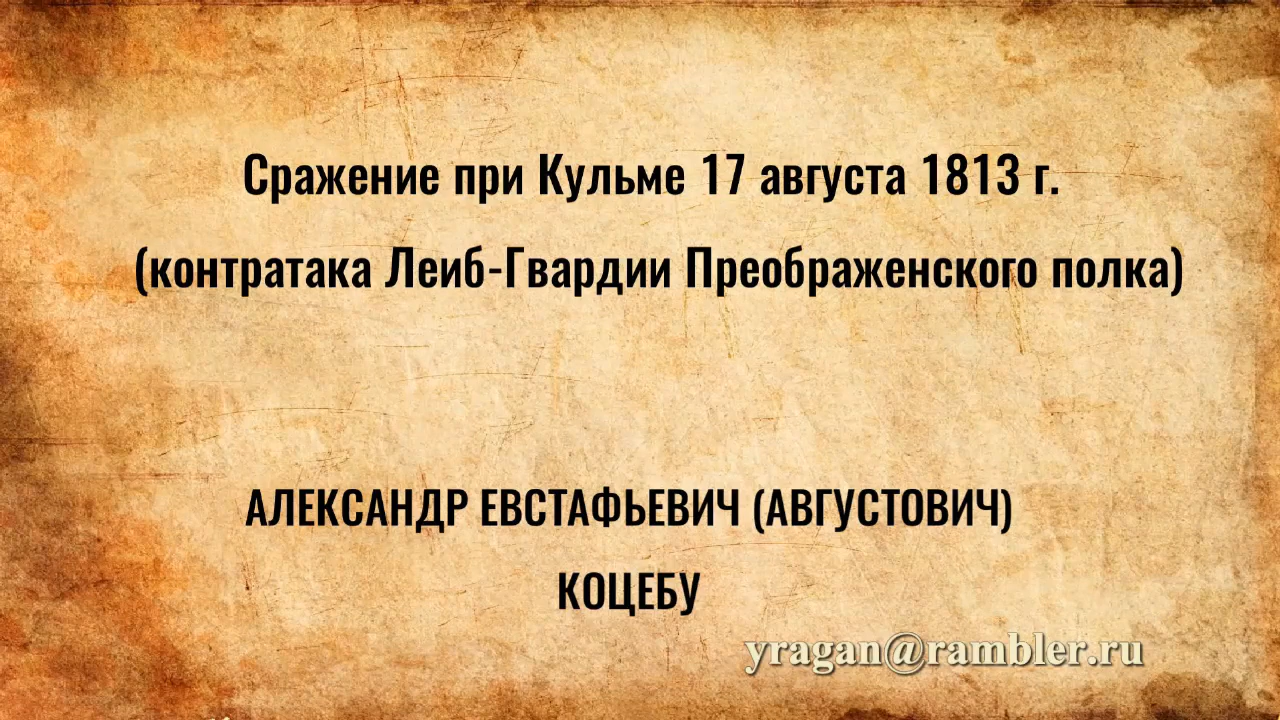 Сражение при Кульме 17 августа 1813 г.
(контратака Леиб-Гвардии Преображенского полка)
АЛЕКСАНДР ЕВСТАФЬЕВИЧ (АВГУСТОВИЧ)
КОЦЕБУ
yragan@rambler.ru